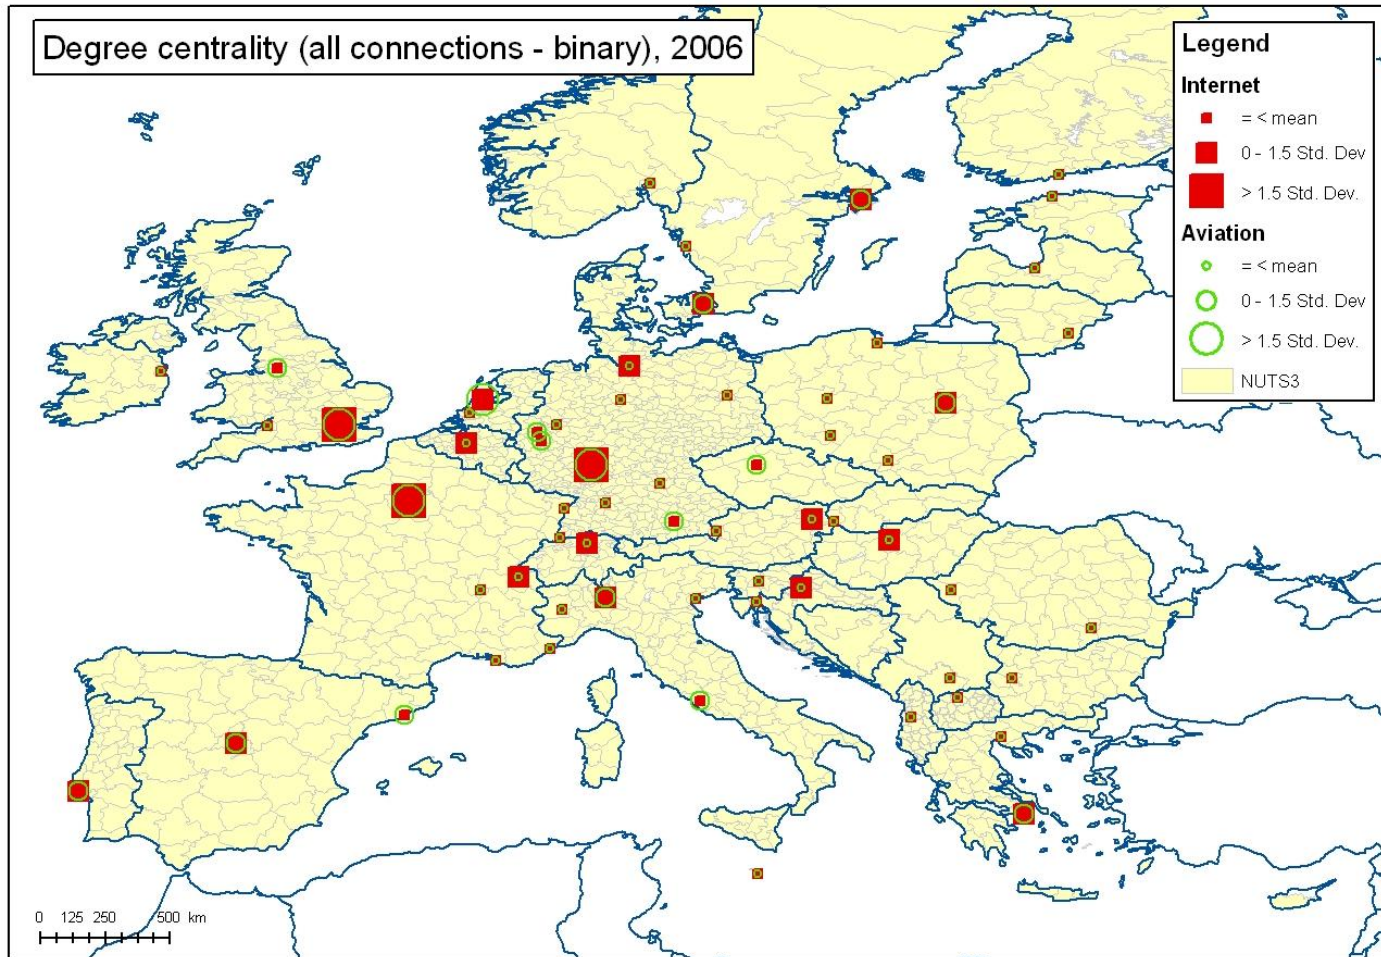 Degree centrality (all connections - binary), 2006
Legend
Internet
= < mean
0 - 1.5 Std. Dev
> 1.5 Std. Dev.
Aviation
= < mean
0 - 1.5 Std. Dev
> 1.5 Std. Dev.
NUTS3
0 125 250 500 km